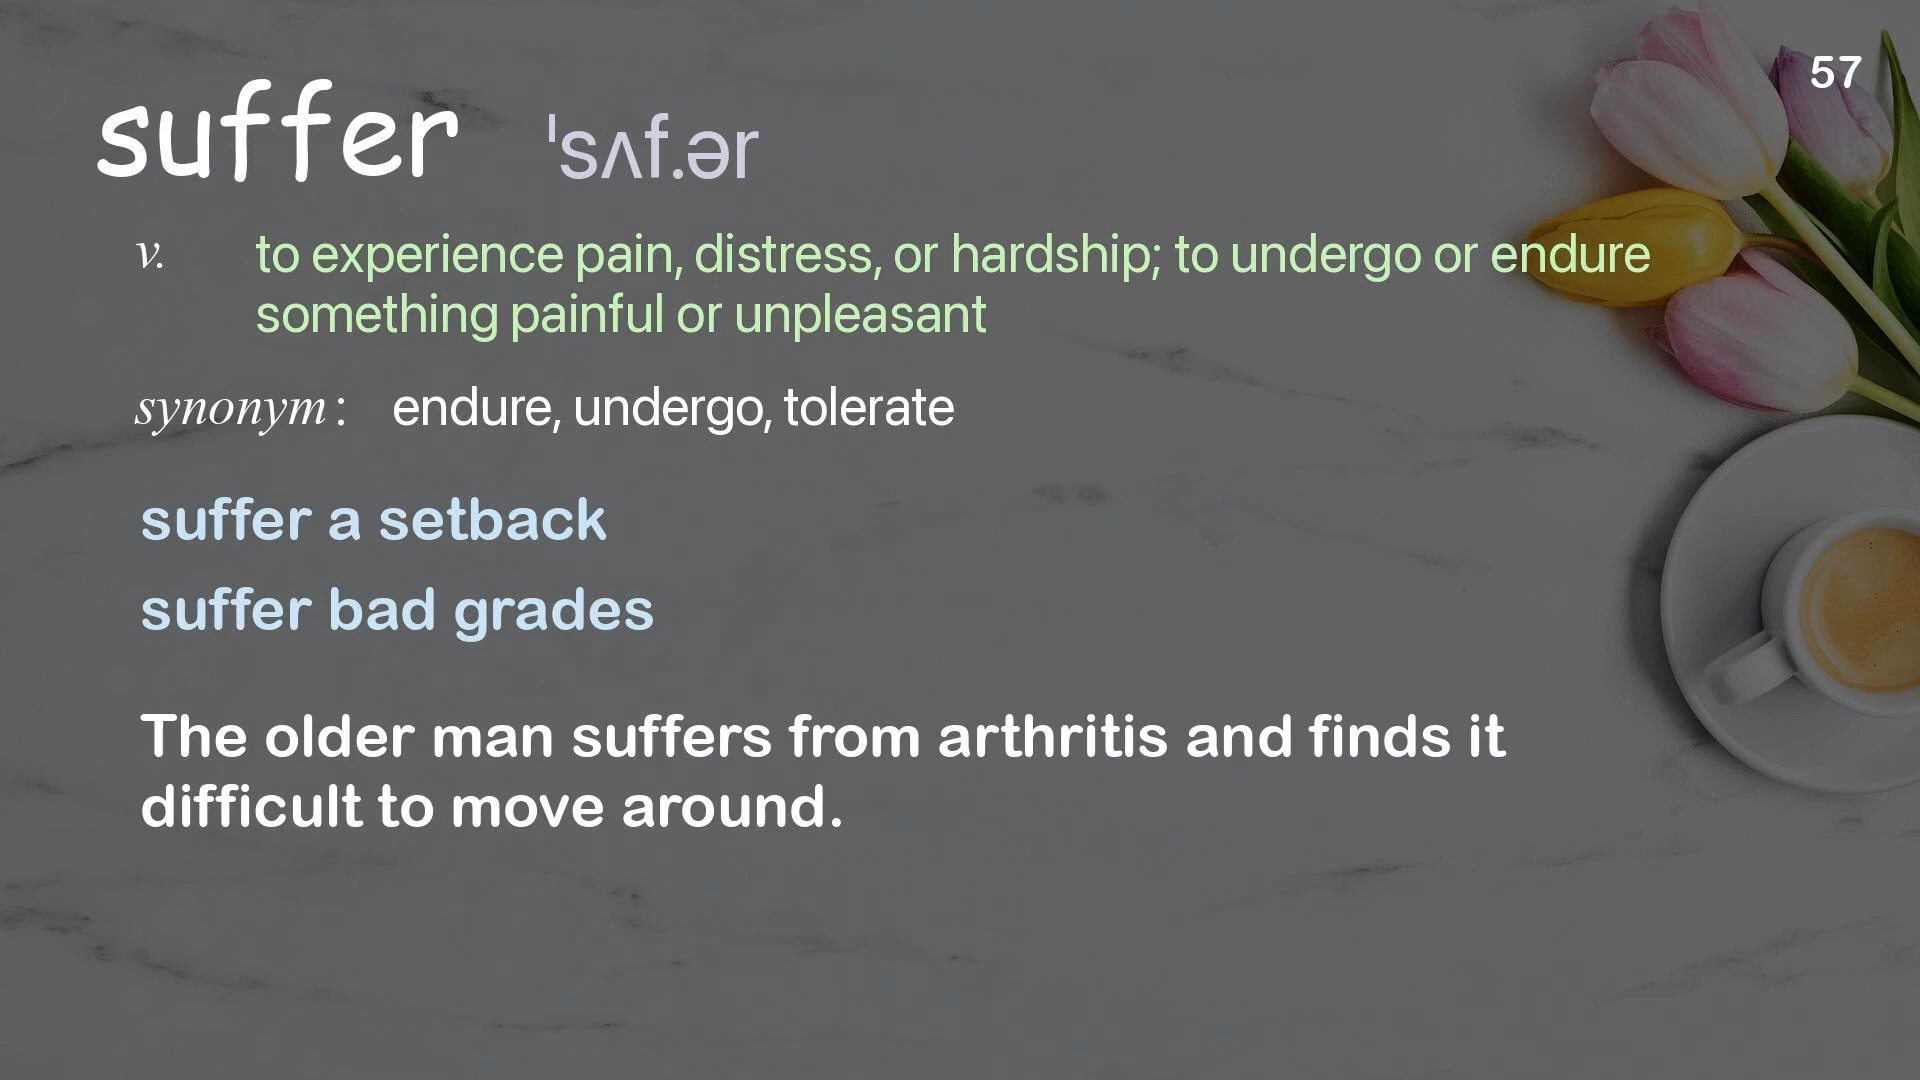 57
suffer ˈsʌf.ər
v. to experience pain, distress, or hardship; to undergo or endure
something painful or unpleasant
synonym: endure, undergo, tolerate
suffer a setback
suffer bad grades
The older man suffers from arthritis and finds it
difficult to move around.